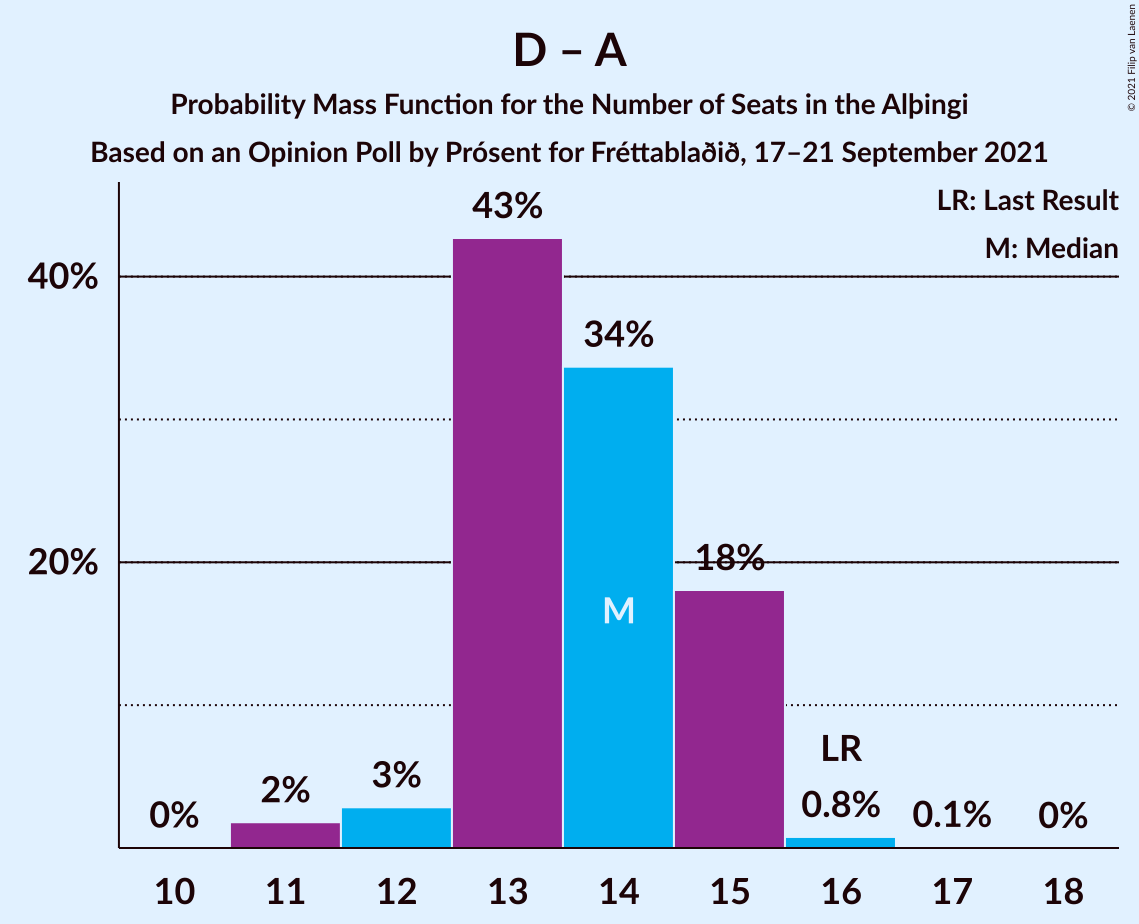 D – A
Probability Mass Function for the Number of Seats in the Alþingi
Based on an Opinion Poll by Prósent for Fréttablaðið, 17–21 September 2021
© 2021 Filip van Laenen
LR: Last Result
M: Median
43%
40%
34%
20%
18%
M
LR
0%
2%
3%
0.8%
0.1%
0%
10 11 12 13 14 15 16 17 18